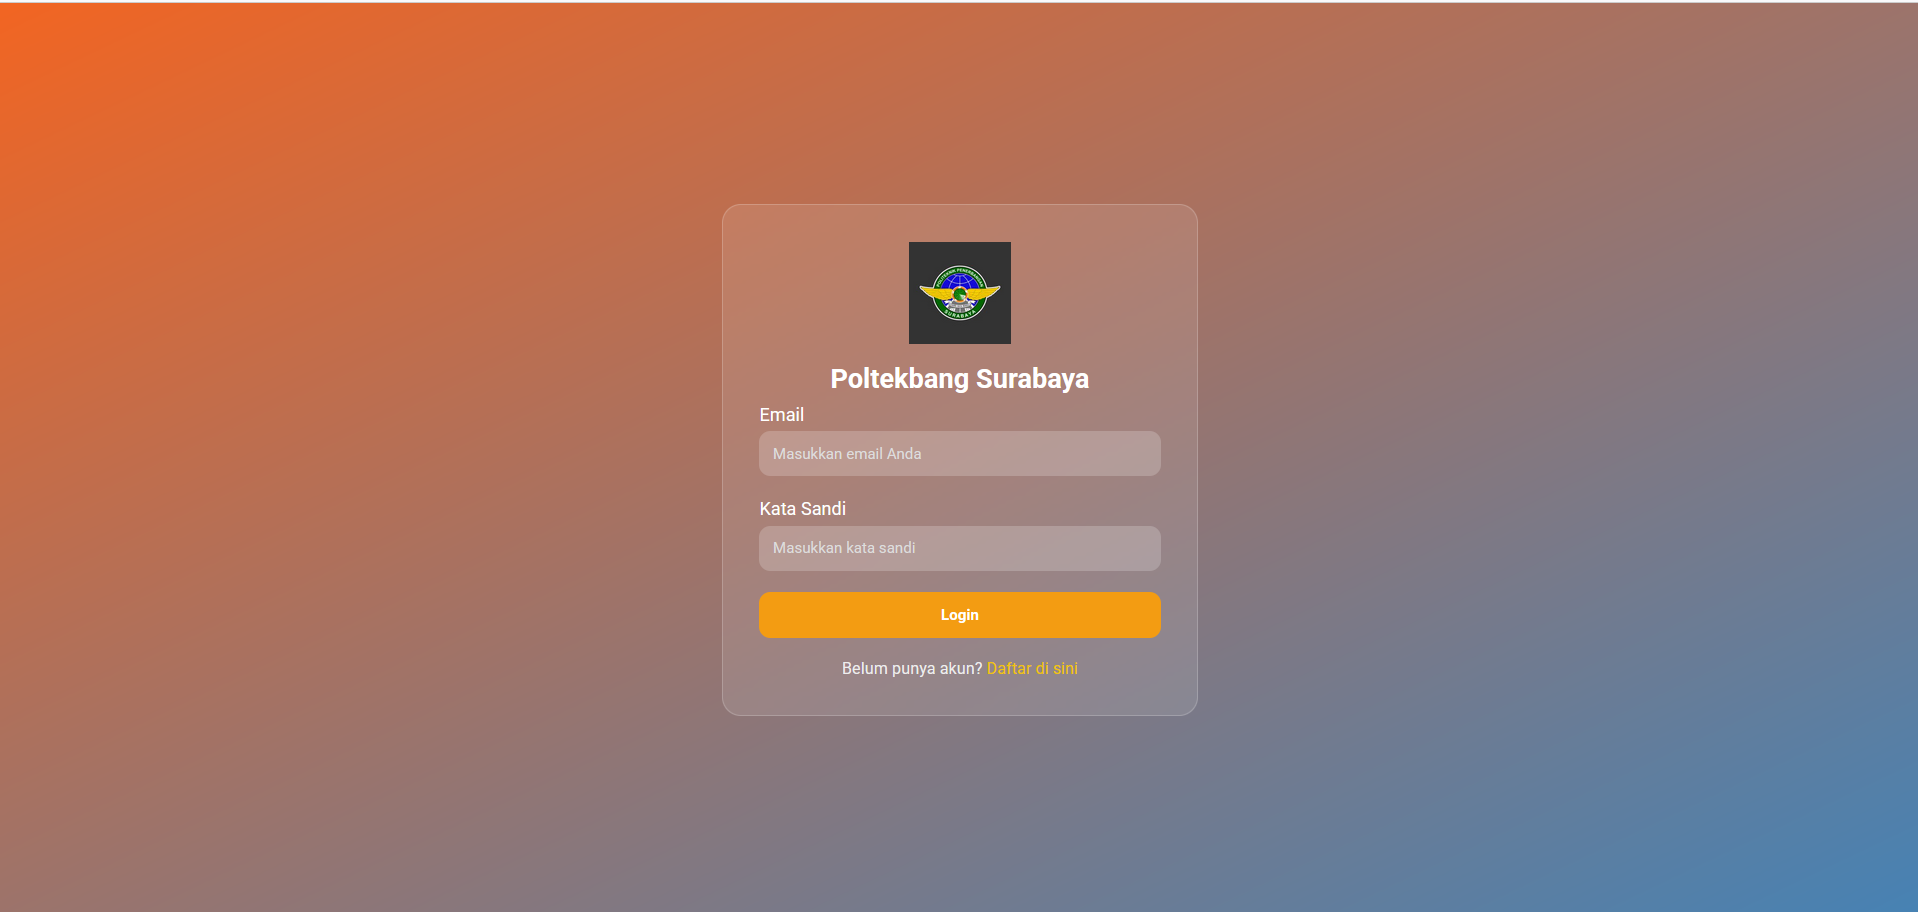 POLITEKNIK PENERBANGAN
SURABAYA
Poltekbang Surabaya
Email
Masukkan email Anda
Kata Sandi
Masukkan kata sandi
Login
Belum punya akun? Daftar di sini